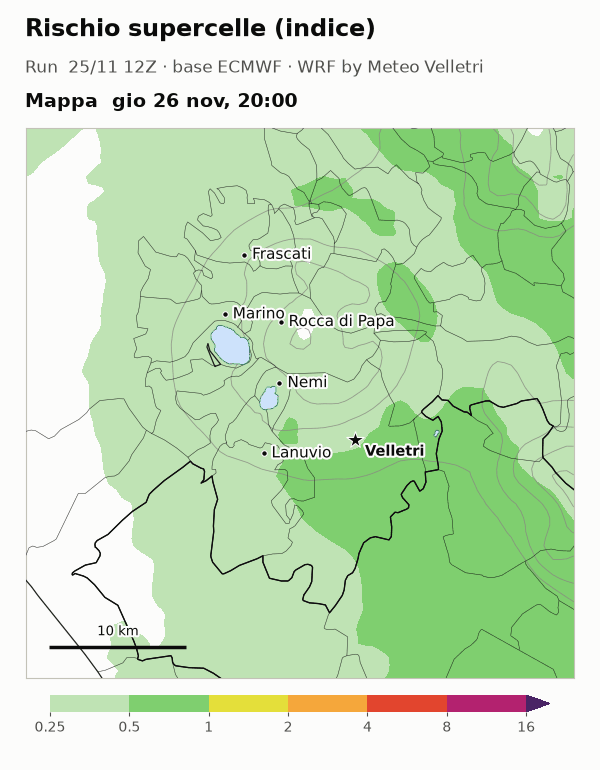 Rischio supercelle (indice)
Run  25/11 12Z · base ECMWF · WRF by Meteo Velletri
Mappa  gio 26 nov, 20:00
Frascati
Marino
Rocca di Papa
Nemi
Velletri
Lanuvio
10 km
0.25 0.5 1 2 4 8 16